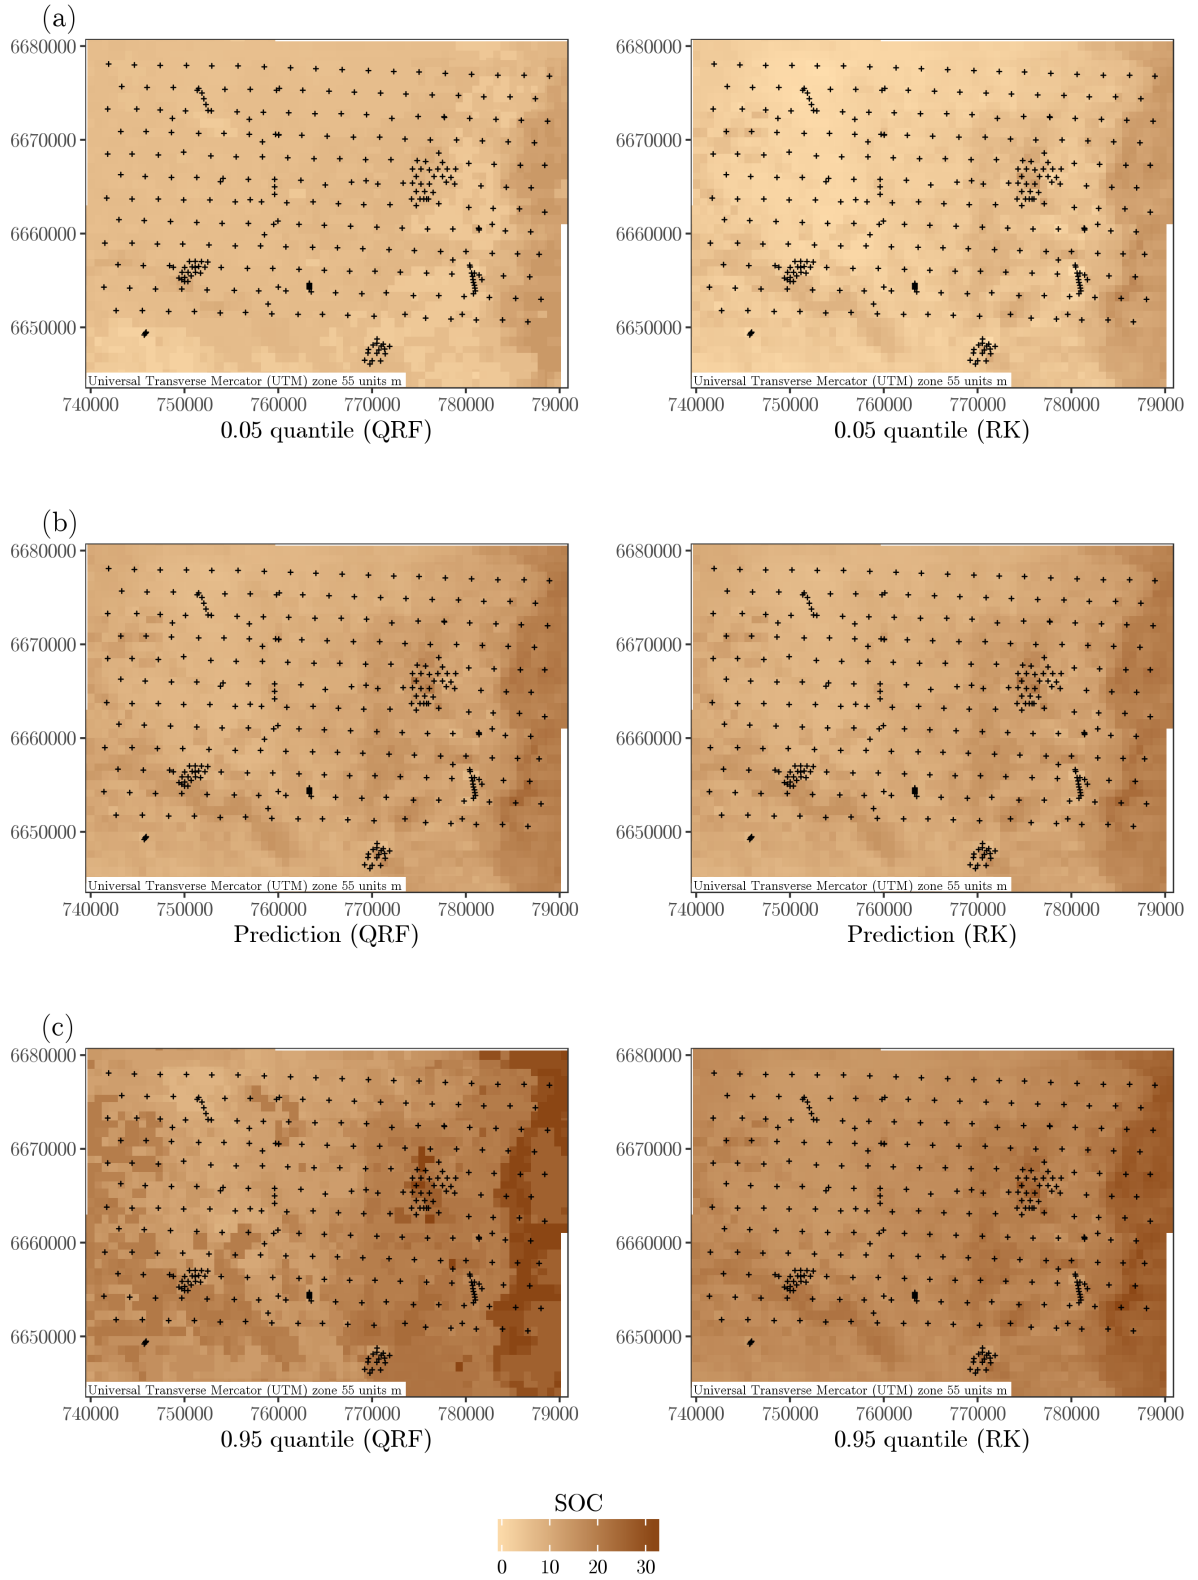 (a)
6680000
6670000
6660000
6650000
Universal Transverse Mercator (UTM) zone 55 units m
740000 750000 760000 770000 780000 79000
0.05 quantile (QRF)
6680000
6670000
6660000
6650000
Universal Transverse Mercator (UTM) zone 55 units m
740000 750000 760000 770000 780000 79000
0.05 quantile (RK)
(b)
6680000
6670000
6660000
6650000
Universal Transverse Mercator (UTM) zone 55 units m
740000 750000 760000 770000 780000 79000
Prediction (QRF)
6680000
6670000
6660000
6650000
Universal Transverse Mercator (UTM) zone 55 units m
740000 750000 760000 770000 780000 79000
Prediction (RK)
(c)
6680000
6670000
6660000
6650000
Universal Transverse Mercator (UTM) zone 55 units m
740000 750000 760000 770000 780000 79000
0.95 quantile (QRF)
6680000
6670000
6660000
6650000
Universal Transverse Mercator (UTM) zone 55 units m
740000 750000 760000 770000 780000 79000
0.95 quantile (RK)
SOC
0 10 20 30